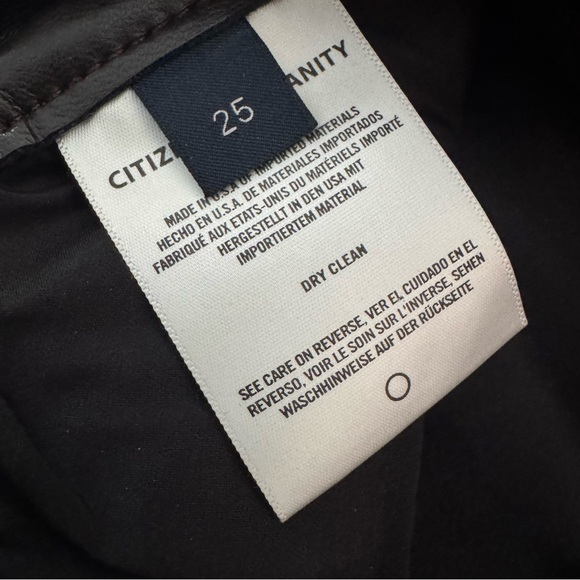 25
CITIZ ANITY
MADE IN U.S.A OF IMPORTED MATERIALS
HECHO EN U.S.A. DE MATERIALES IMPORTADOS
FABRIQUÉ AUX ETATS-UNIS DU MATÉRIELS IMPORTÉ
HERGESTELLT IN DEN USA MIT
IMPORTIERTEM MATERIAL
DRY CLEAN
SEE CARE ON REVERSE, VER EL CUIDADO EN EL
REVERSO, VOIR LE SOIN SUR L'INVERSE, SEHEN
WASCHHINWEISE AUF DER RÜCKSEITE